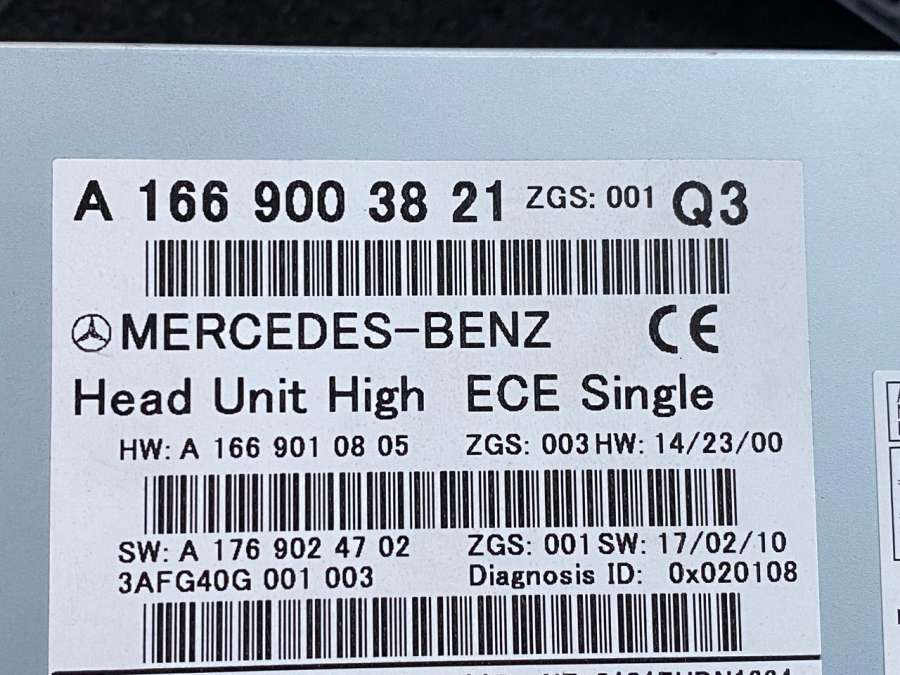 A 166 900 38 21 ZGS: 001 Q3
MERCEDES-BENZ CE
Head Unit High ECE Single
HW: A 166 901 08 05 ZGS: 003 HW: 14/23/00
SW: A 176 902 47 02 ZGS: 001 SW: 17/02/10
3AFG40G 001 003 Diagnosis ID: 0x020108